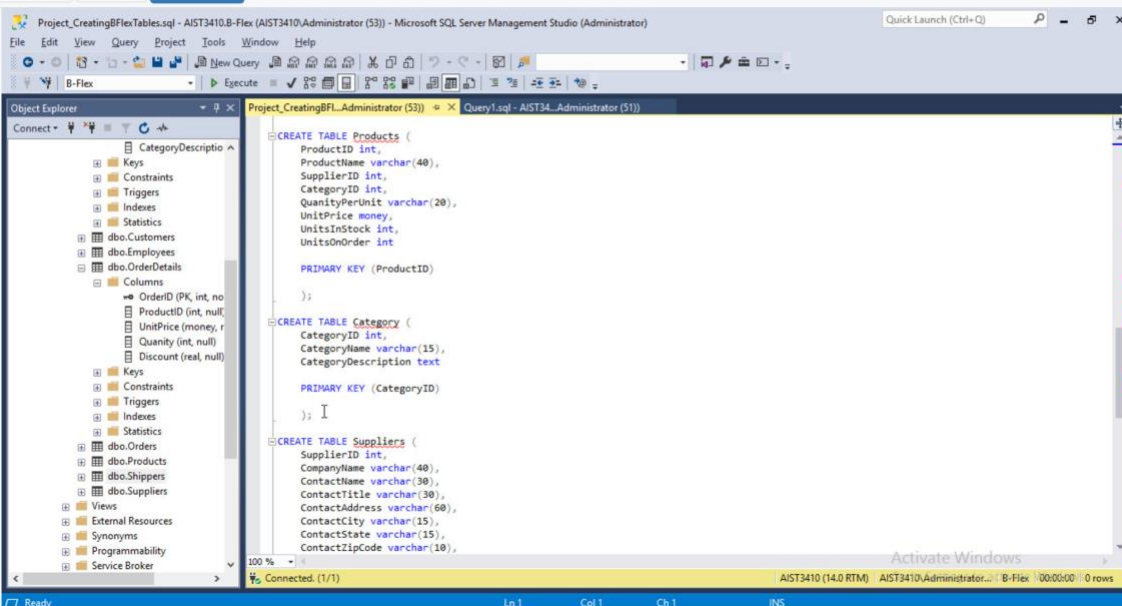 Project_CreatingBFlexTables.sql - AIST3410.B-Flex (AIST3410\Administrator (53)) - Microsoft SQL Server Management Studio (Administrator)
Quick Launch (Ctrl+Q)
File Edit View Query Project Tools Window Help
New Query
B-Flex
Execute
Object Explorer
Project_CreatingBFl...Administrator (53))
Query1.sql - AIST34...Administrator (51))
Connect
CategoryDescriptio
Keys
Constraints
Triggers
Indexes
Statistics
dbo.Customers
dbo.Employees
dbo.OrderDetails
Columns
OrderID (PK, int, no
ProductID (int, null,
UnitPrice (money, r
Quanity (int, null)
Discount (real, null)
Keys
Constraints
Triggers
Indexes
Statistics
dbo.Orders
dbo.Products
dbo.Shippers
dbo.Suppliers
Views
External Resources
Synonyms
Programmability
Service Broker
CREATE TABLE Products (
ProductID int,
ProductName varchar(40),
SupplierID int,
CategoryID int,
QuanityPerUnit varchar(20),
UnitPrice money,
UnitsInStock int,
UnitsOnOrder int
PRIMARY KEY (ProductID)
);
CREATE TABLE Category (
CategoryID int,
CategoryName varchar(15),
CategoryDescription text
PRIMARY KEY (CategoryID)
);
CREATE TABLE Suppliers (
SupplierID int,
CompanyName varchar(40),
ContactName varchar(30),
ContactTitle varchar(30),
ContactAddress varchar(60),
ContactCity varchar(15),
ContactState varchar(15),
ContactZipCode varchar(10),
100 %
Activate Windows
Connected. (1/1)
AIST3410 (14.0 RTM) AIST3410\Administrator... B-Flex 00:00:00 0 rows
Ready Ln 1 Col 1 Ch 1 INS